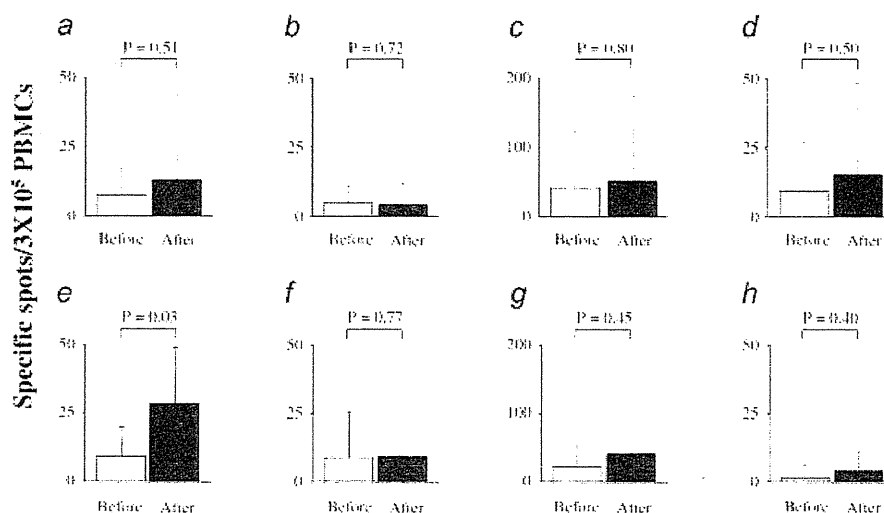 a
b
c
d
P = 0.51
P = 0.72
P = 0.80
P = 0.50
50
25
0
50
25
0
200
100
0
50
25
0
Before After
Before After
Before After
Before After
e
f
g
h
P = 0.03
P = 0.77
P = 0.45
P = 0.40
50
25
0
50
25
0
200
100
0
50
25
0
Before After
Before After
Before After
Before After
Specific spots/3X10⁵ PBMCs